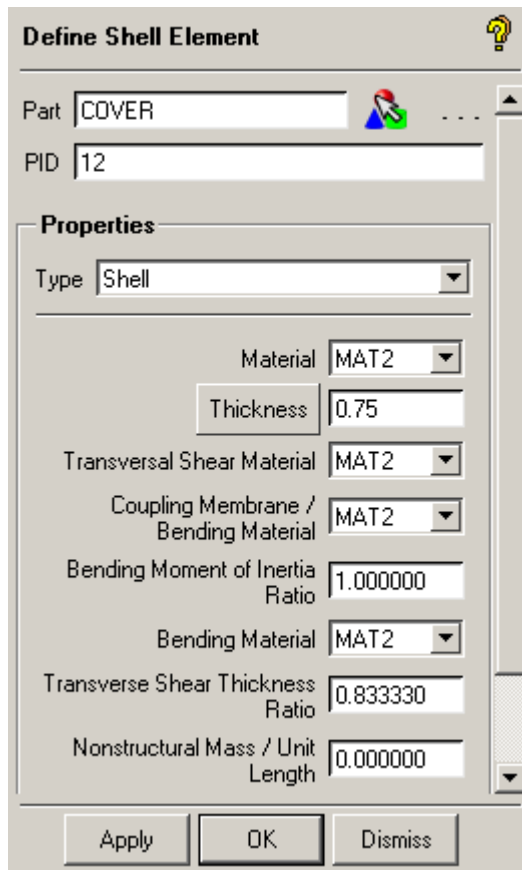 Define Shell Element
Part COVER ...
PID 12
Properties
Type Shell
Material MAT2
Thickness 0.75
Transversal Shear Material MAT2
Coupling Membrane /
Bending Material MAT2
Bending Moment of Inertia
Ratio 1.000000
Bending Material MAT2
Transverse Shear Thickness
Ratio 0.833330
Nonstructural Mass / Unit
Length 0.000000
Apply OK Dismiss